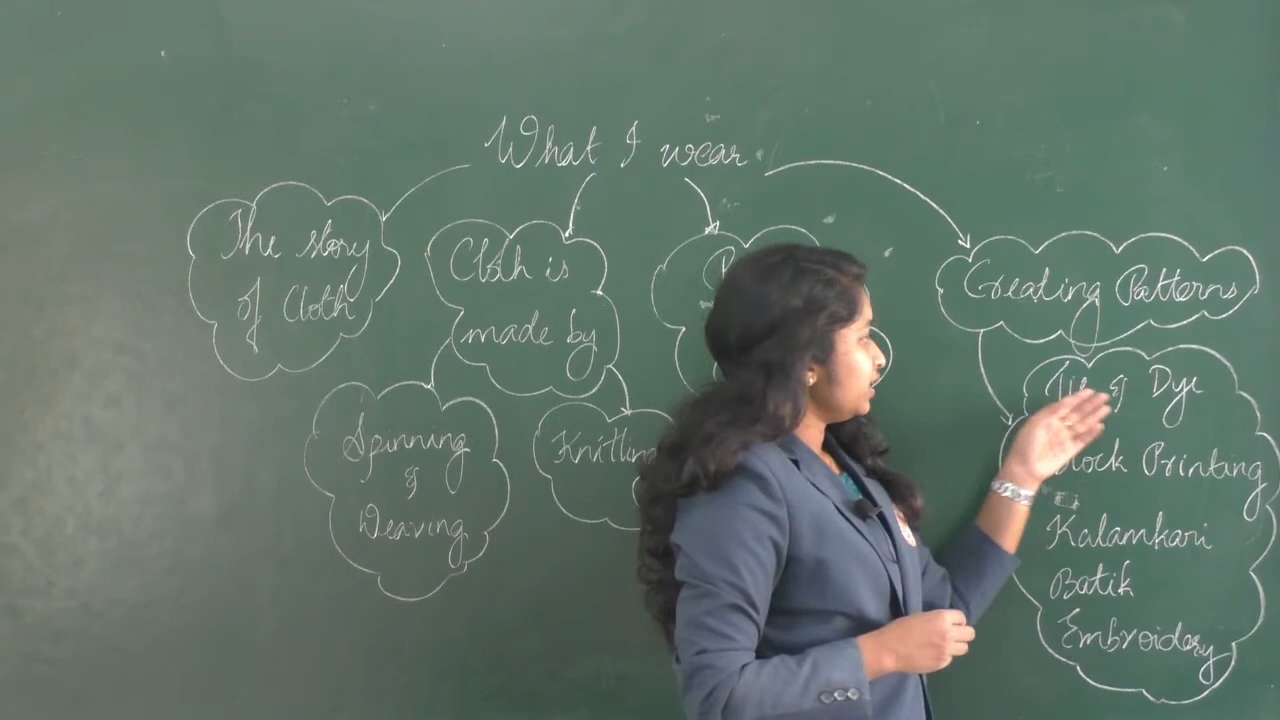 What I wear
The story
of Cloth
Cloth is
made by
Creating Patterns
Spinning
&
Weaving
Knitting
Tie & Dye
Block Printing
Kalamkari
Batik
Embroidery